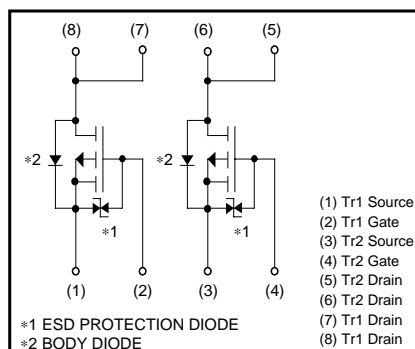 (8) (7) (6) (5)
∗2 ∗2
∗1 ∗1
(1) (2) (3) (4)
(1) Tr1 Source
(2) Tr1 Gate
(3) Tr2 Source
(4) Tr2 Gate
(5) Tr2 Drain
(6) Tr2 Drain
(7) Tr1 Drain
(8) Tr1 Drain
∗1 ESD PROTECTION DIODE
∗2 BODY DIODE